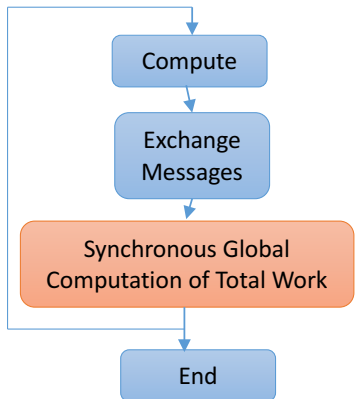 Compute
Exchange
Messages
Synchronous Global
Computation of Total Work
End